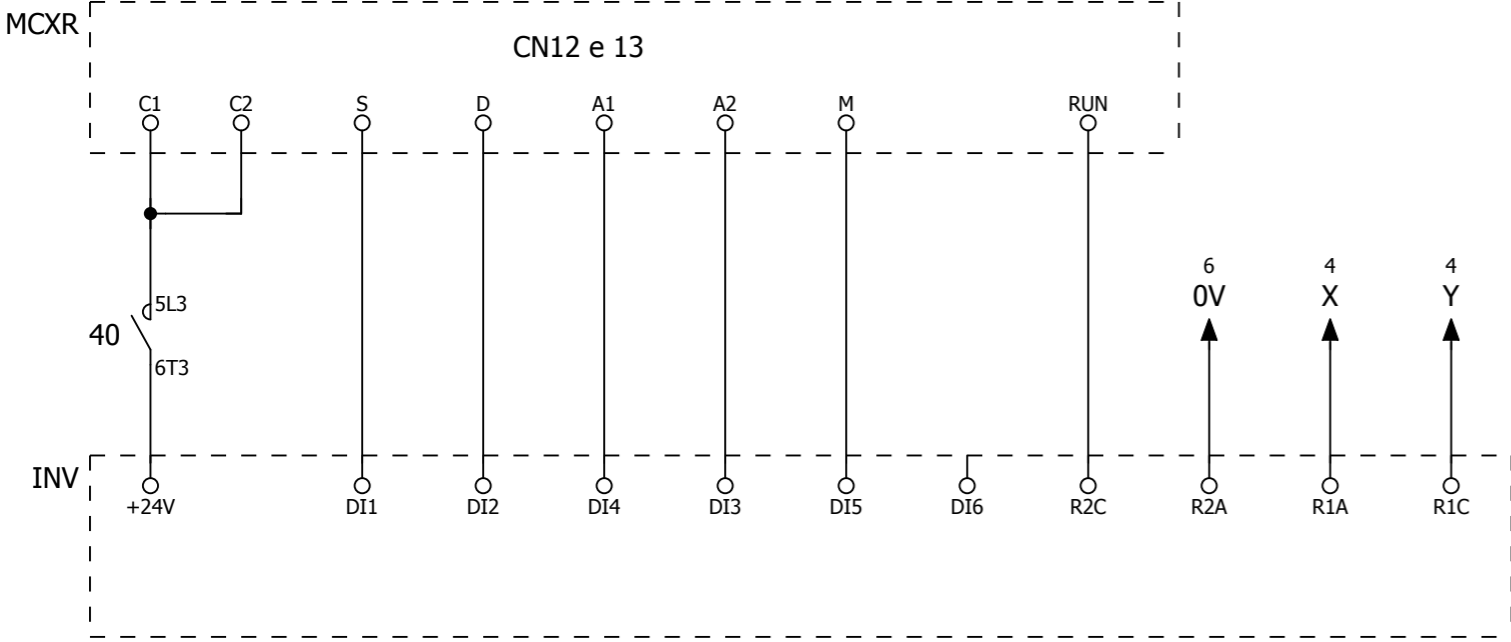 MCXR
CN12 e 13
C1 C2 S D A1 A2 M RUN
6 4 4
0V X Y
5L3
40
6T3
INV
+24V DI1 DI2 DI4 DI3 DI5 DI6 R2C R2A R1A R1C